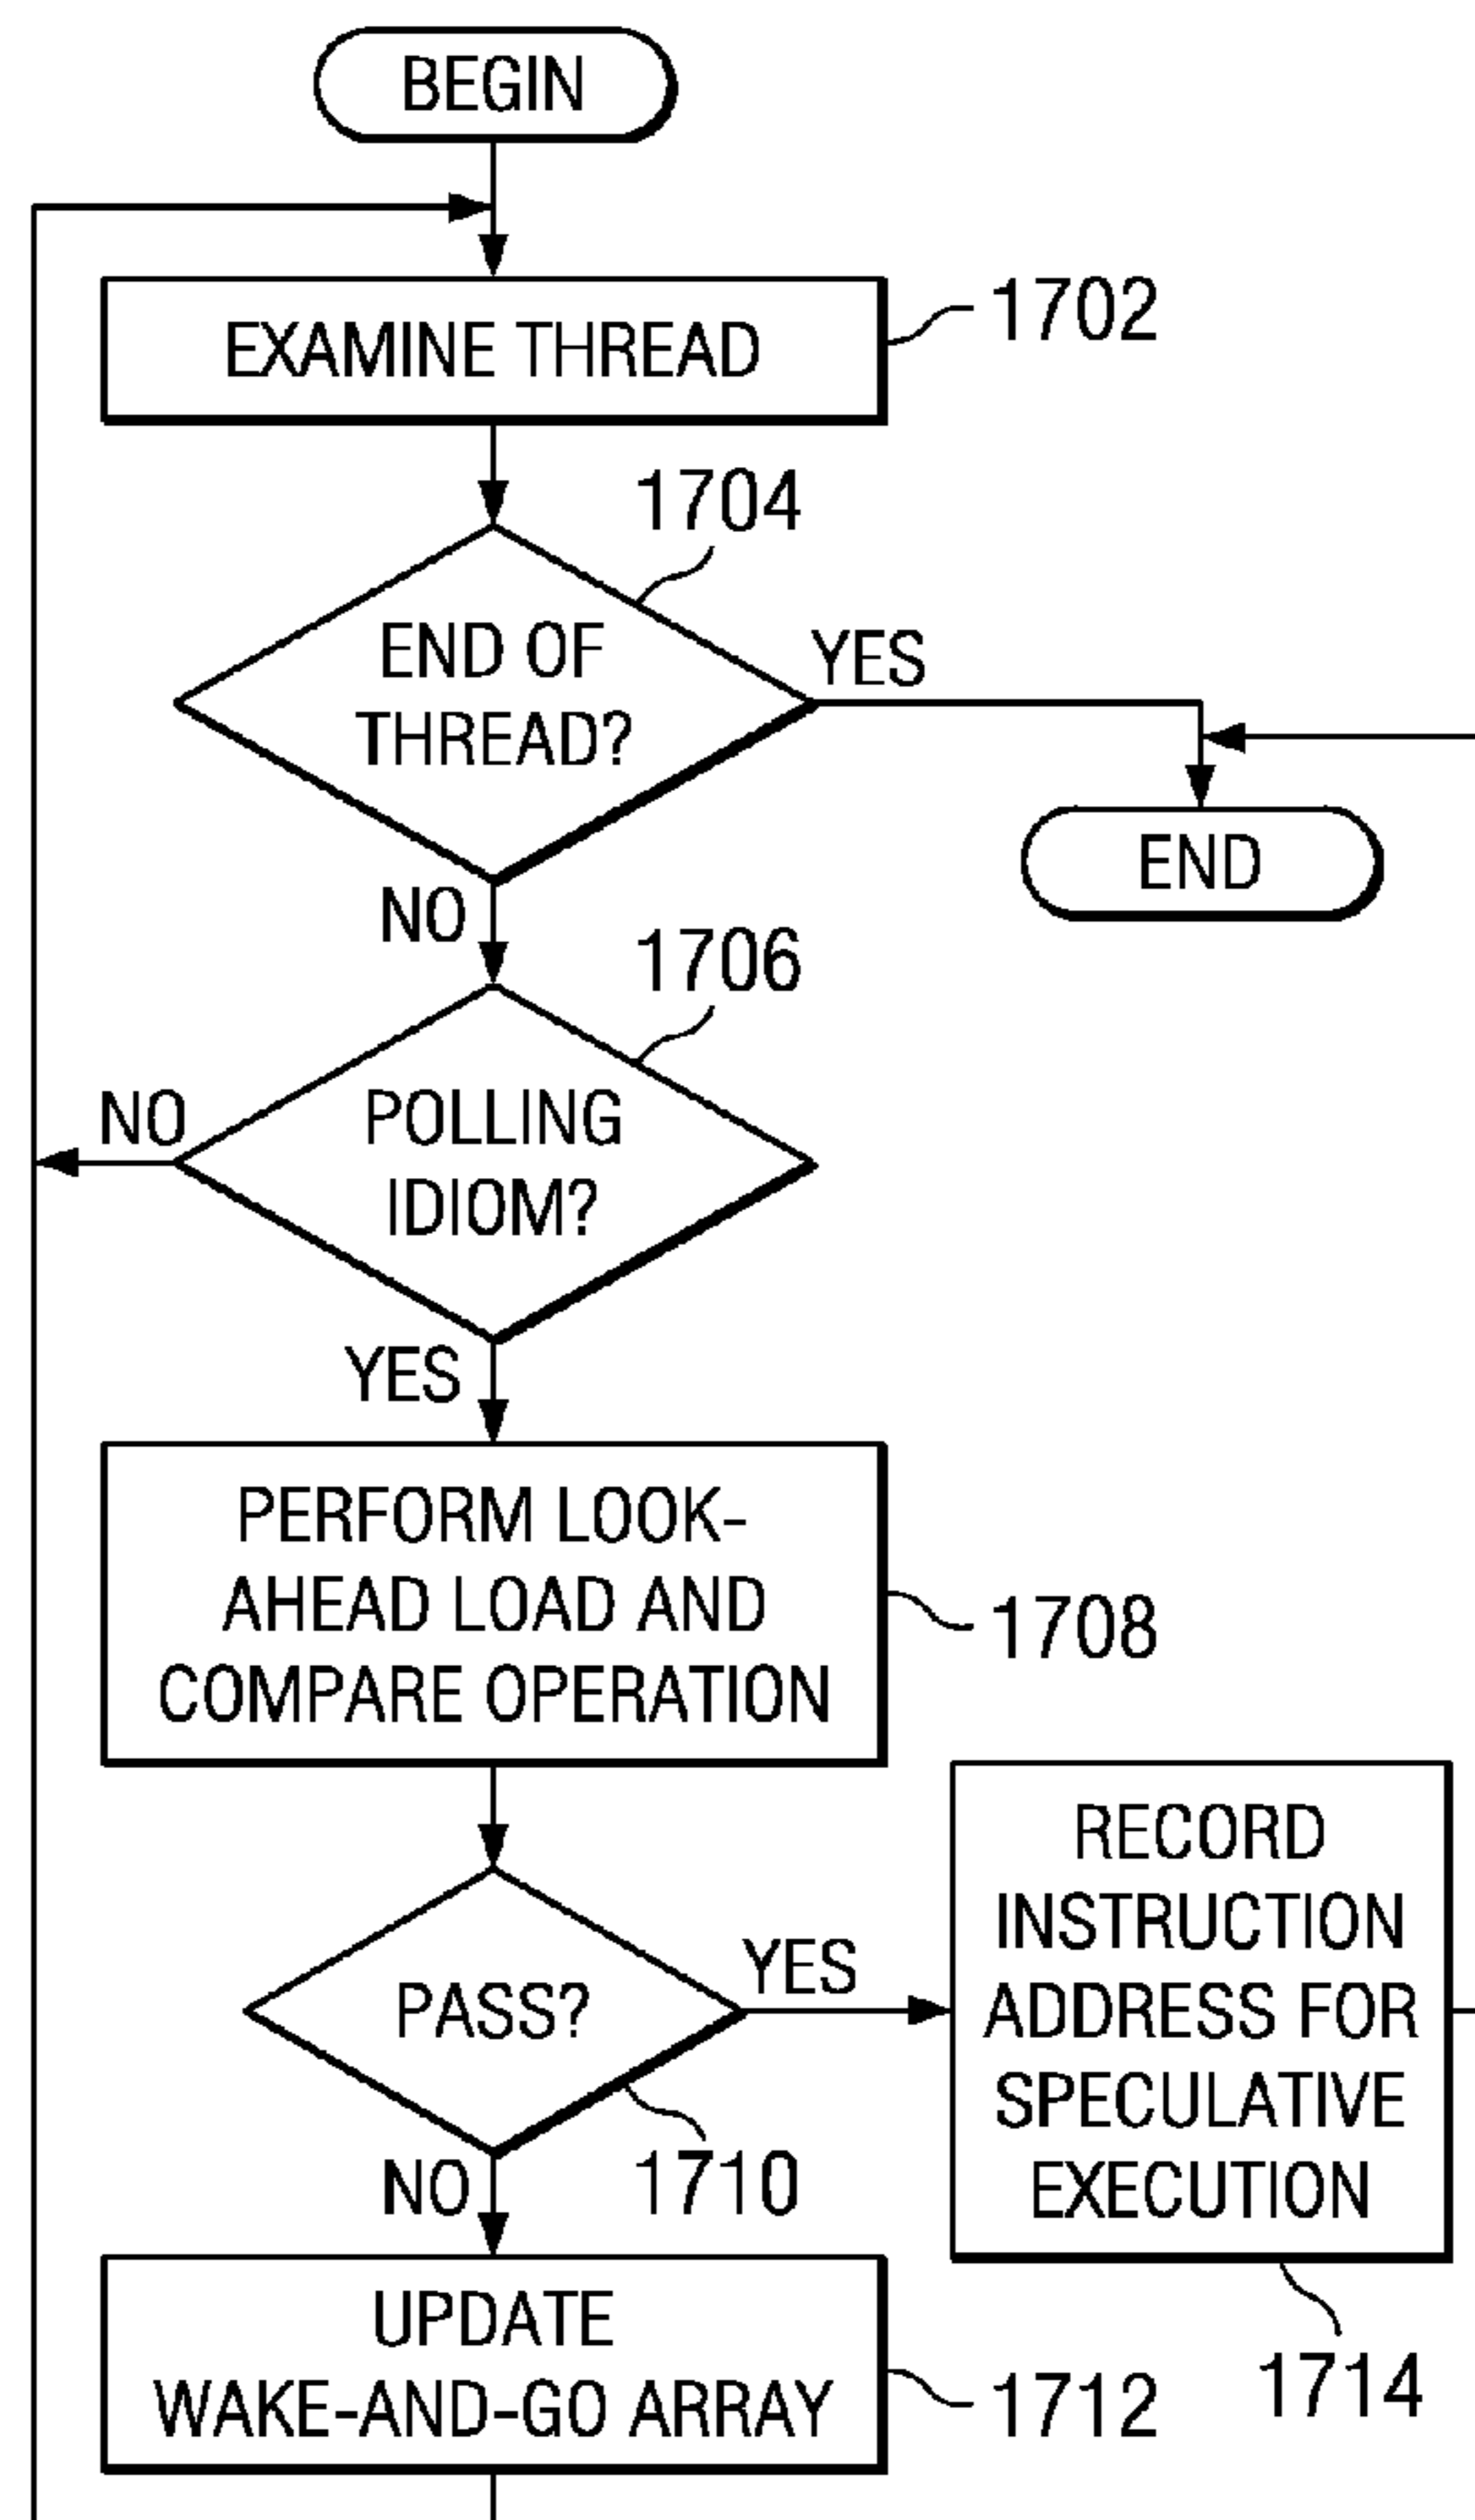 BEGIN
EXAMINE THREAD
1702
1704
END OF
THREAD?
YES
END
NO
1706
POLLING
IDIOM?
NO
YES
PERFORM LOOK-
AHEAD LOAD AND
COMPARE OPERATION
1708
PASS?
YES
1710
RECORD
INSTRUCTION
ADDRESS FOR
SPECULATIVE
EXECUTION
1714
NO
UPDATE
WAKE-AND-GO ARRAY
1712